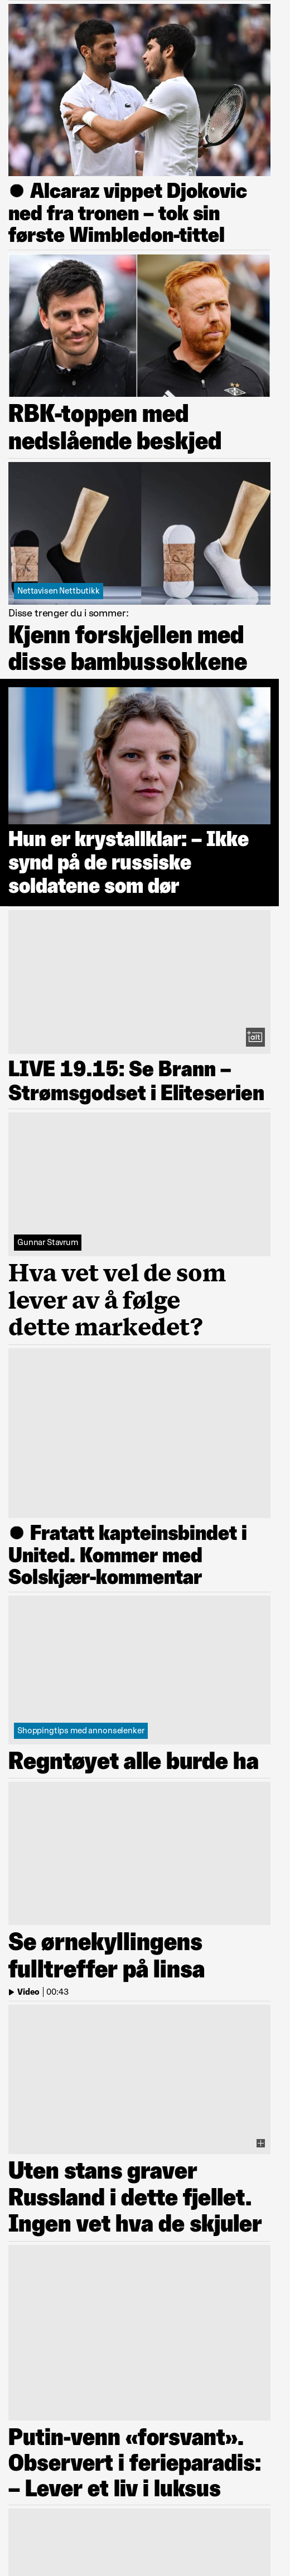 ● Alcaraz vippet Djokovic
ned fra tronen – tok sin
første Wimbledon-tittel
RBK-toppen med
nedslående beskjed
Nettavisen Nettbutikk
Disse trenger du i sommer:
Kjenn forskjellen med
disse bambussokkene
Hun er krystallklar: – Ikke
synd på de russiske
soldatene som dør
alt
LIVE 19.15: Se Brann –
Strømsgodset i Eliteserien
Gunnar Stavrum
Hva vet vel de som
lever av å følge
dette markedet?
● Fratatt kapteinsbindet i
United. Kommer med
Solskjær-kommentar
Shoppingtips med annonselenker
Regntøyet alle burde ha
Se ørnekyllingens
fulltreffer på linsa
Video | 00:43
Uten stans graver
Russland i dette fjellet.
Ingen vet hva de skjuler
Putin-venn «forsvant».
Observert i ferieparadis:
– Lever et liv i luksus